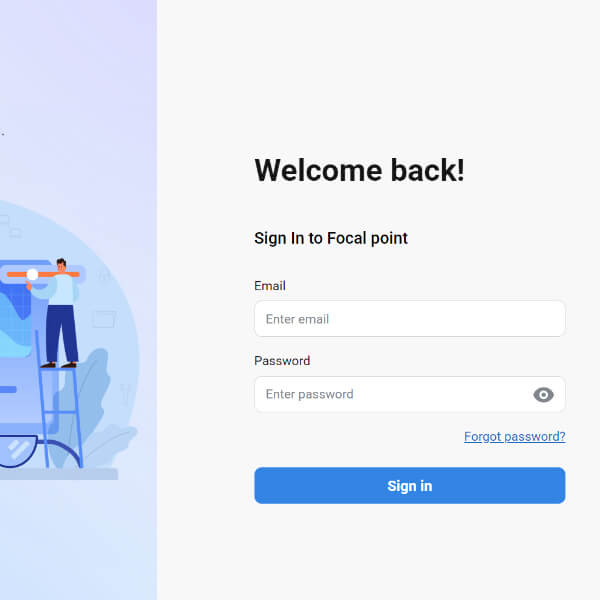 Welcome back!
Sign In to Focal point
Email
Enter email
Password
Enter password
Forgot password?
Sign in